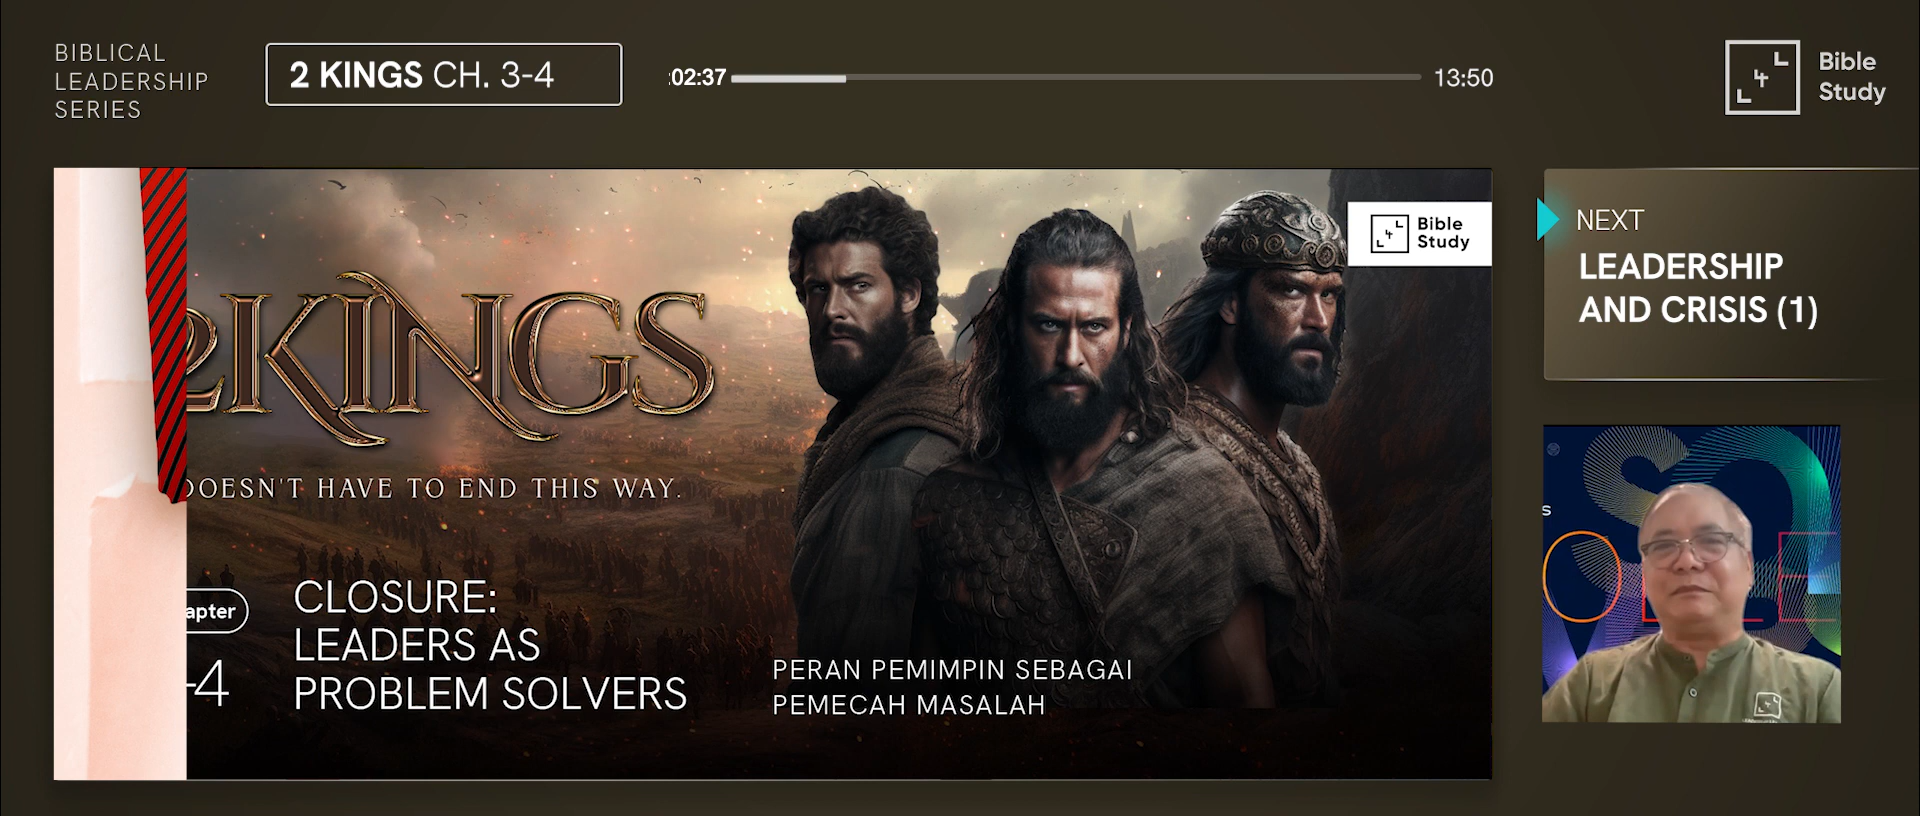 BIBLICAL
LEADERSHIP
SERIES
2 KINGS CH. 3-4
:02:37
13:50
Bible
Study
2KINGS
DOESN'T HAVE TO END THIS WAY.
apter
-4
CLOSURE:
LEADERS AS
PROBLEM SOLVERS
PERAN PEMIMPIN SEBAGAI
PEMECAH MASALAH
Bible
Study
NEXT
LEADERSHIP
AND CRISIS (1)
S